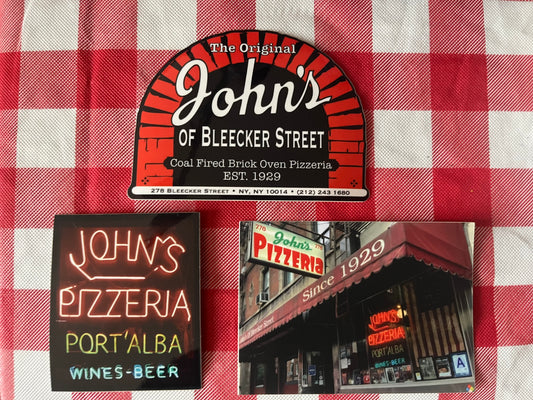 The Original
John's
OF BLEECKER STREET
Coal Fired Brick Oven Pizzeria
EST. 1929
278 BLEECKER STREET • NY, NY 10014 • (212) 243 1680
JOHN'S
PIZZERIA
PORT'ALBA
WINES-BEER
278 John's 278
PIZZERIA
Since 1929
JOHN'S
PIZZERIA
PORT'ALBA
WINES-BEER
A